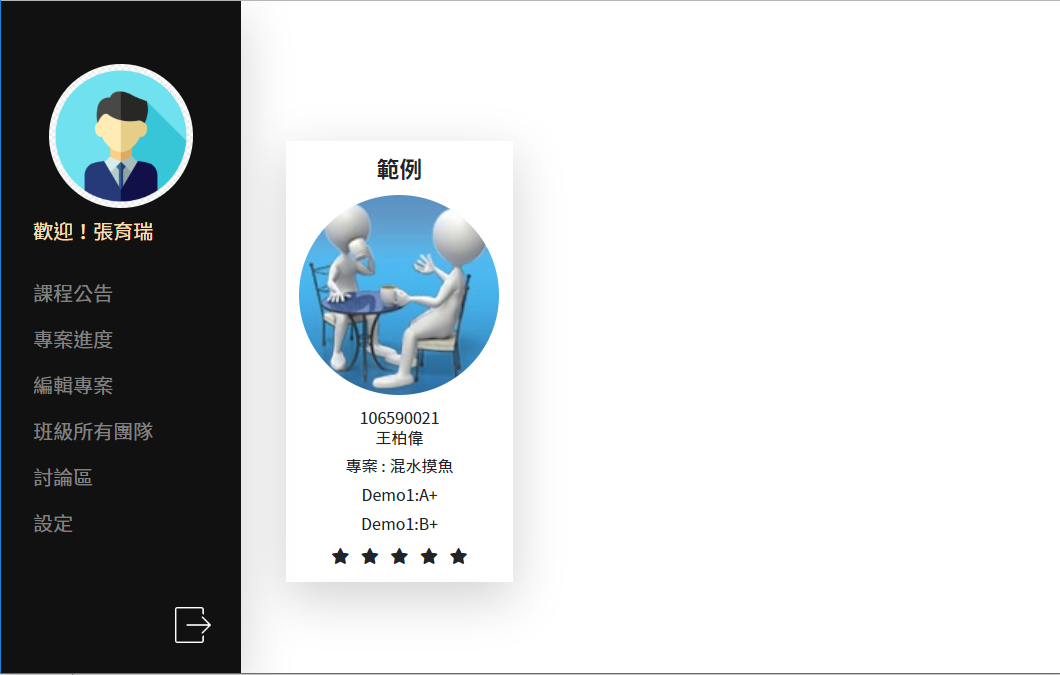 歡迎！張育瑞
課程公告
專案進度
編輯專案
班級所有團隊
討論區
設定
範例
106590021
王柏偉
專案 : 混水摸魚
Demo1:A+
Demo1:B+